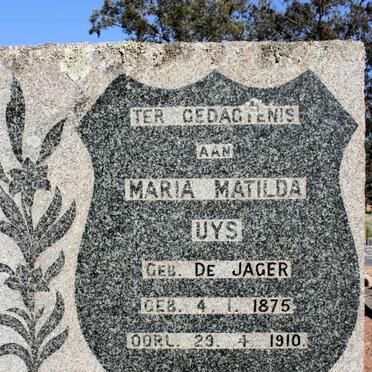 TER GEDAGTENIS
AAN
MARIA MATILDA
UYS
GEB. DE JAGER
GEB. 4. 1. 1875
OORL. 29. 4. 1910.